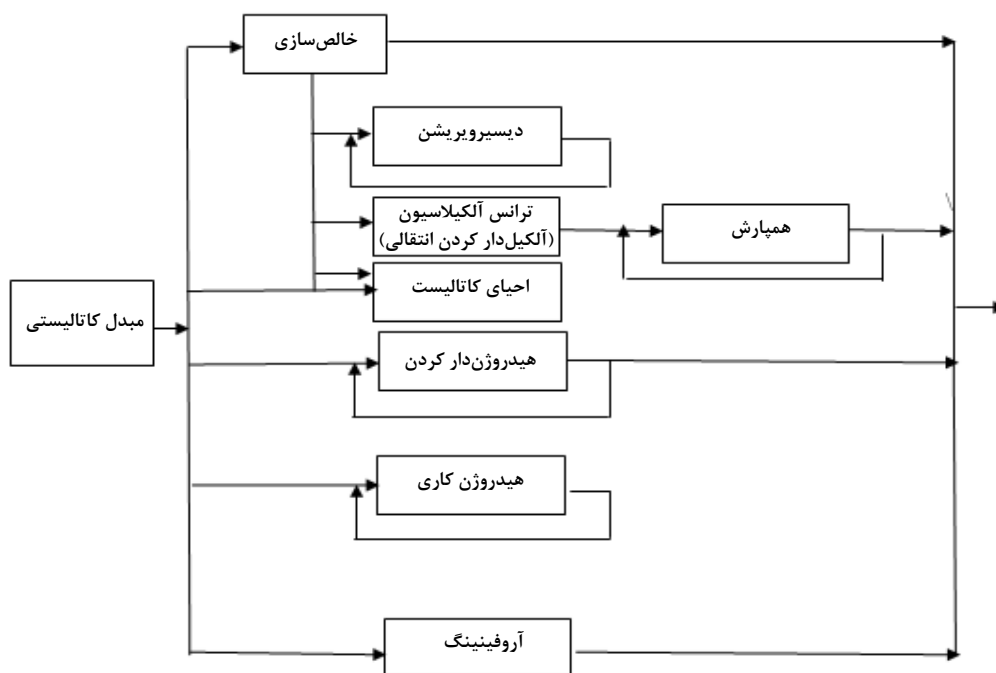 خالص‌سازی
دیسیرویریشن
ترانس آلکیلاسیون
(آلکیل‌دار کردن انتقالی)
همپارش
احیای کاتالیست
مبدل کاتالیستی
هیدروژن‌دار کردن
هیدروژن کاری
آروفینینگ